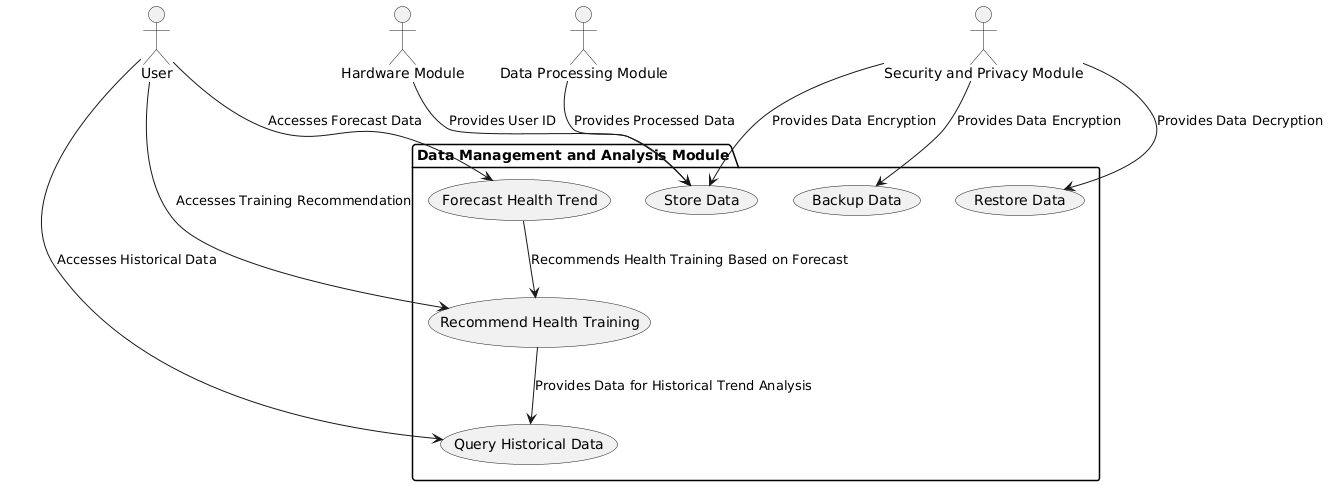 User
Hardware Module
Data Processing Module
Security and Privacy Module
Accesses Forecast Data
Provides User ID
Provides Processed Data
Provides Data Encryption
Provides Data Encryption
Provides Data Decryption
Data Management and Analysis Module
Accesses Training Recommendation
Forecast Health Trend
Store Data
Backup Data
Restore Data
Accesses Historical Data
Recommends Health Training Based on Forecast
Recommend Health Training
Provides Data for Historical Trend Analysis
Query Historical Data